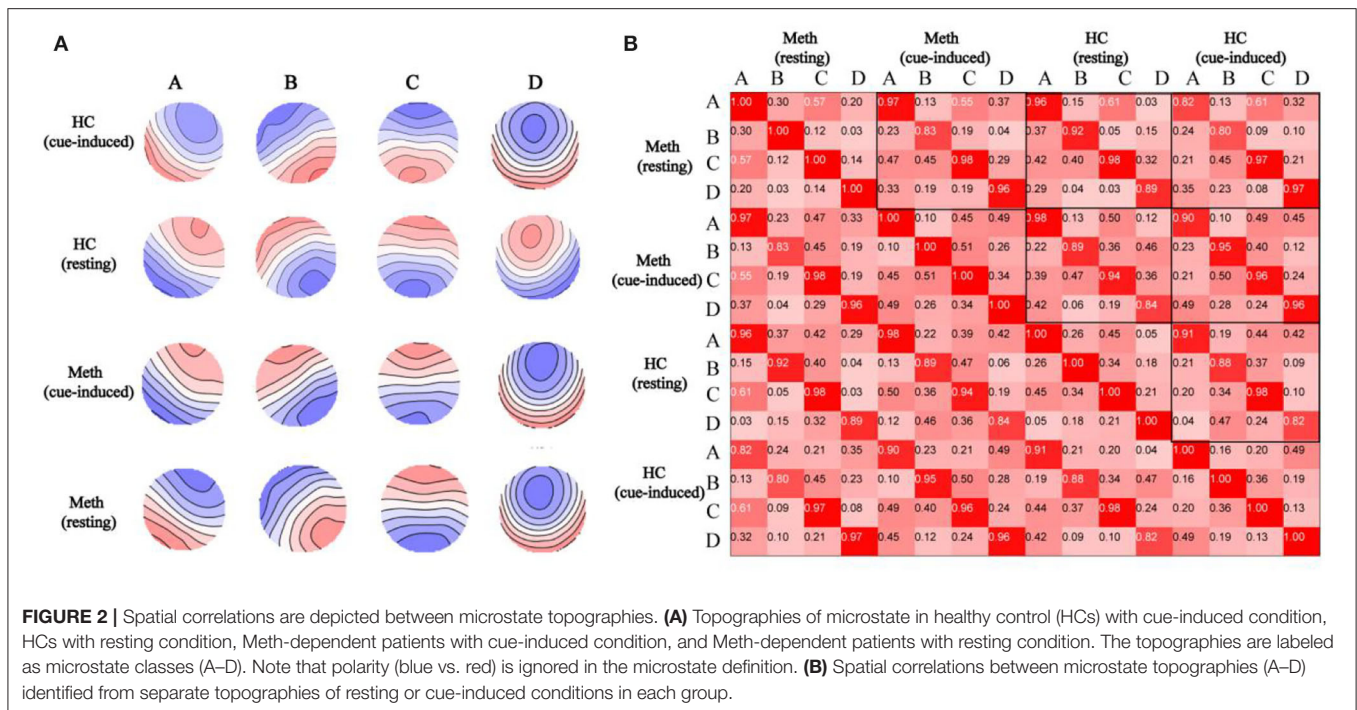 A
A B C D
HC
(cue-induced)
HC
(resting)
Meth
(cue-induced)
Meth
(resting)
B
Meth
(resting)
Meth
(cue-induced)
HC
(resting)
HC
(cue-induced)
A B C D A B C D A B C D A B C D
Meth
(resting)
A 1.00 0.30 0.57 0.20 0.97 0.13 0.55 0.37 0.96 0.15 0.61 0.03 0.82 0.13 0.61 0.32
B 0.30 1.00 0.12 0.03 0.23 0.83 0.19 0.04 0.37 0.92 0.05 0.15 0.24 0.80 0.09 0.10
C 0.57 0.12 1.00 0.14 0.47 0.45 0.98 0.29 0.42 0.40 0.98 0.32 0.21 0.45 0.97 0.21
D 0.20 0.03 0.14 1.00 0.33 0.19 0.19 0.96 0.29 0.04 0.03 0.89 0.35 0.23 0.08 0.97
Meth
(cue-induced)
A 0.97 0.23 0.47 0.33 1.00 0.10 0.45 0.49 0.98 0.13 0.50 0.12 0.90 0.10 0.49 0.45
B 0.13 0.83 0.45 0.19 0.10 1.00 0.51 0.26 0.22 0.89 0.36 0.46 0.23 0.95 0.40 0.12
C 0.55 0.19 0.98 0.19 0.45 0.51 1.00 0.34 0.39 0.47 0.94 0.36 0.21 0.50 0.96 0.24
D 0.37 0.04 0.29 0.96 0.49 0.26 0.34 1.00 0.42 0.06 0.19 0.84 0.49 0.28 0.24 0.96
HC
(resting)
A 0.96 0.37 0.42 0.29 0.98 0.22 0.39 0.42 1.00 0.26 0.45 0.05 0.91 0.19 0.44 0.42
B 0.15 0.92 0.40 0.04 0.13 0.89 0.47 0.06 0.26 1.00 0.34 0.18 0.21 0.88 0.37 0.09
C 0.61 0.05 0.98 0.03 0.50 0.36 0.94 0.19 0.45 0.34 1.00 0.21 0.20 0.34 0.98 0.10
D 0.03 0.15 0.32 0.89 0.12 0.46 0.36 0.84 0.05 0.18 0.21 1.00 0.04 0.47 0.24 0.82
HC
(cue-induced)
A 0.82 0.24 0.21 0.35 0.90 0.23 0.21 0.49 0.91 0.21 0.20 0.04 1.00 0.16 0.20 0.49
B 0.13 0.80 0.45 0.23 0.10 0.95 0.50 0.28 0.19 0.88 0.34 0.47 0.16 1.00 0.36 0.19
C 0.61 0.09 0.97 0.08 0.49 0.40 0.96 0.24 0.44 0.37 0.98 0.24 0.20 0.36 1.00 0.13
D 0.32 0.10 0.21 0.97 0.45 0.12 0.24 0.96 0.42 0.09 0.10 0.82 0.49 0.19 0.13 1.00
FIGURE 2 | Spatial correlations are depicted between microstate topographies. (A) Topographies of microstate in healthy control (HCs) with cue-induced condition,
HCs with resting condition, Meth-dependent patients with cue-induced condition, and Meth-dependent patients with resting condition. The topographies are labeled
as microstate classes (A–D). Note that polarity (blue vs. red) is ignored in the microstate definition. (B) Spatial correlations between microstate topographies (A–D)
identified from separate topographies of resting or cue-induced conditions in each group.